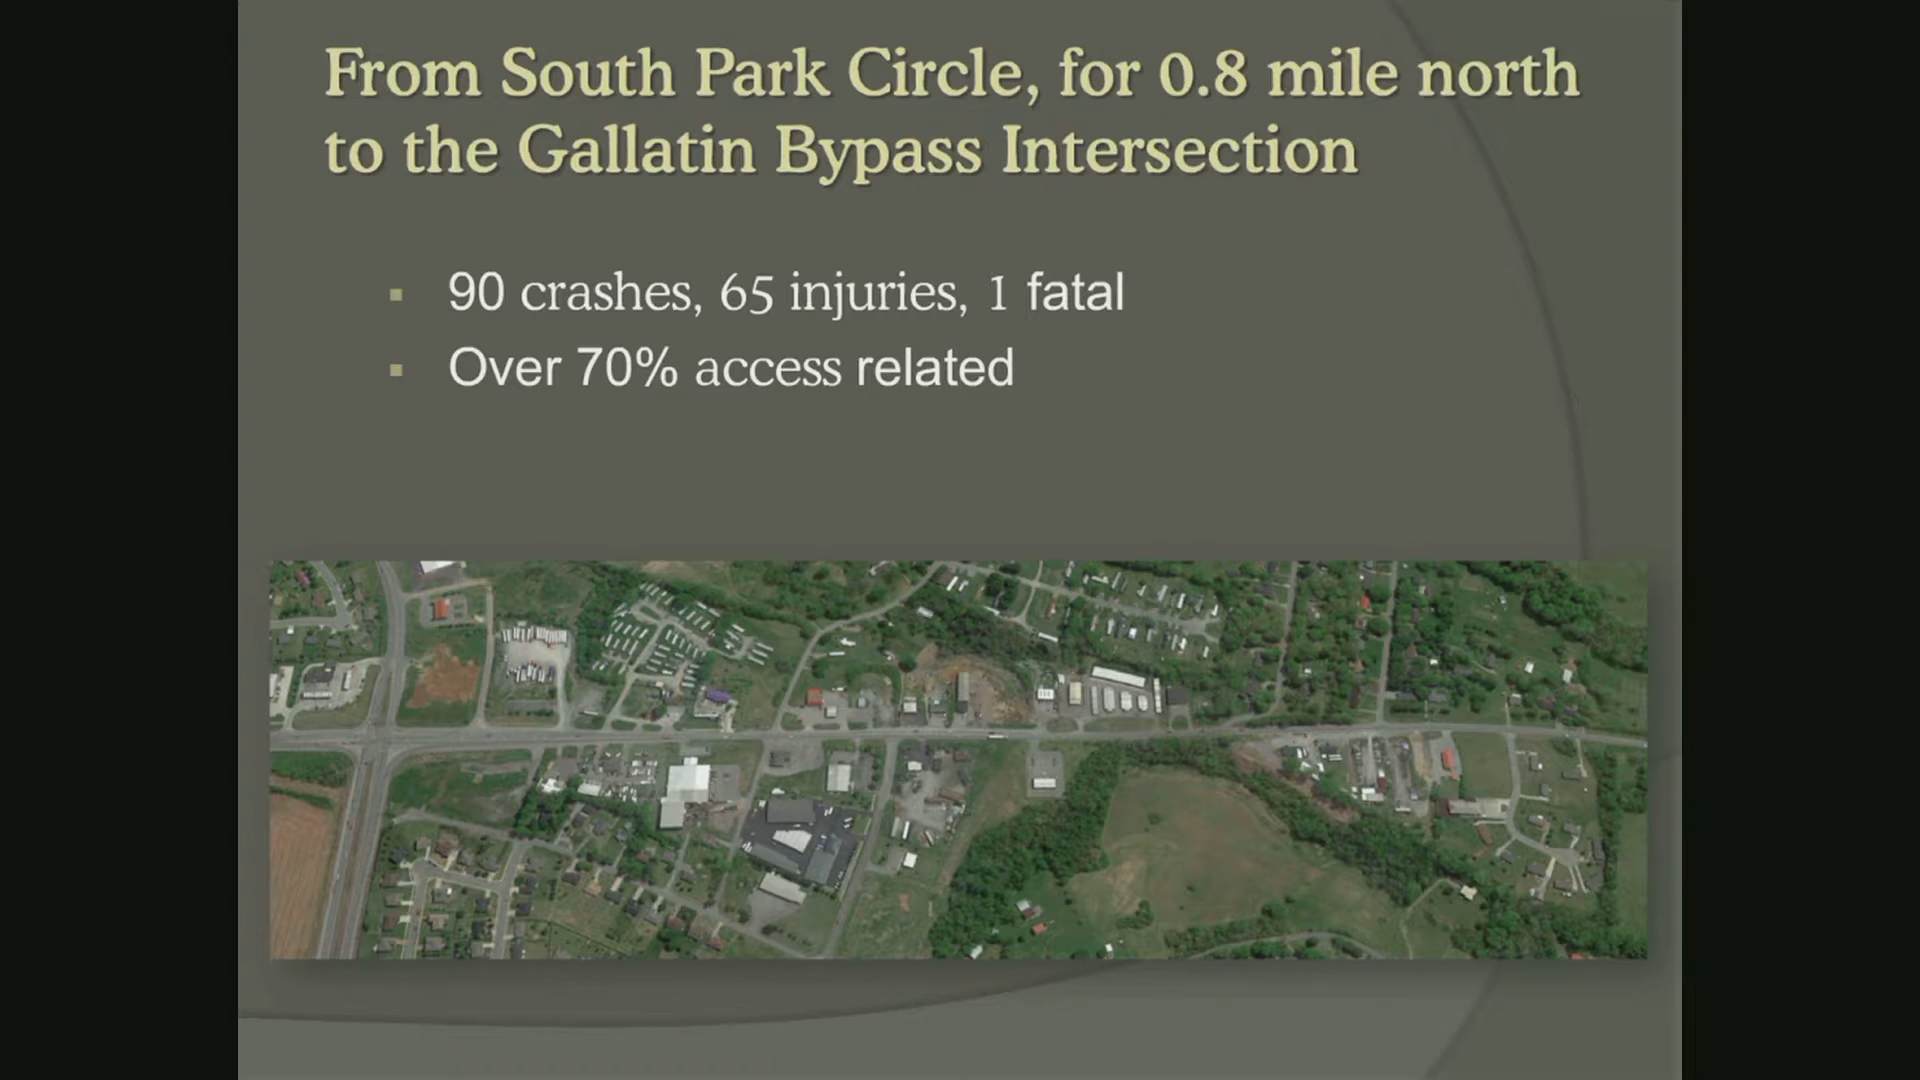 From South Park Circle, for 0.8 mile north
to the Gallatin Bypass Intersection
90 crashes, 65 injuries, 1 fatal
Over 70% access related